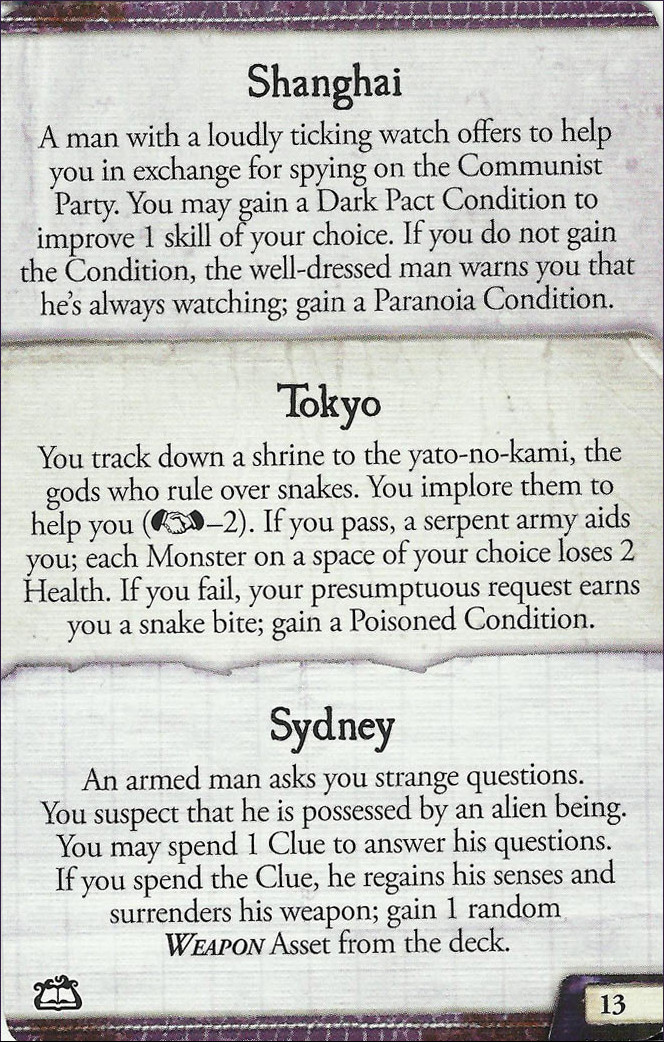 Shanghai
A man with a loudly ticking watch offers to help
you in exchange for spying on the Communist
Party. You may gain a Dark Pact Condition to
improve 1 skill of your choice. If you do not gain
the Condition, the well-dressed man warns you that
he's always watching; gain a Paranoia Condition.
Tokyo
You track down a shrine to the yato-no-kami, the
gods who rule over snakes. You implore them to
help you (–2). If you pass, a serpent army aids
you; each Monster on a space of your choice loses 2
Health. If you fail, your presumptuous request earns
you a snake bite; gain a Poisoned Condition.
Sydney
An armed man asks you strange questions.
You suspect that he is possessed by an alien being.
You may spend 1 Clue to answer his questions.
If you spend the Clue, he regains his senses and
surrenders his weapon; gain 1 random
WEAPON Asset from the deck.
13